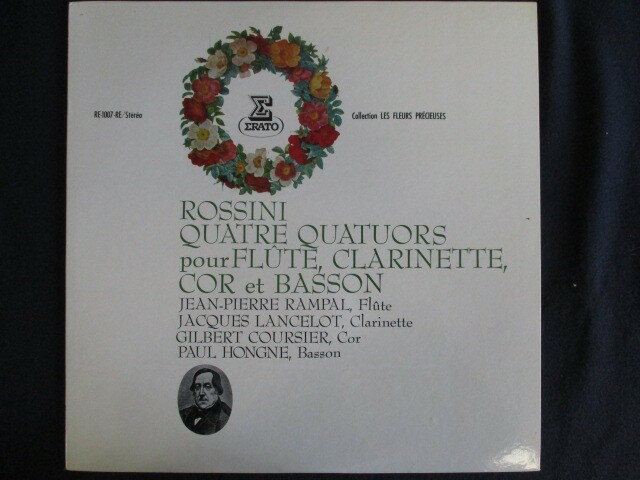 RE-1007-RE/Stéréo
ERATO
Collection LES FLEURS PRÉCIEUSES
ROSSINI
QUATRE QUATUORS
pour FLÛTE, CLARINETTE,
COR et BASSON
JEAN-PIERRE RAMPAL, Flûte
JACQUES LANCELOT, Clarinette
GILBERT COURSIER, Cor
PAUL HONGNE, Basson